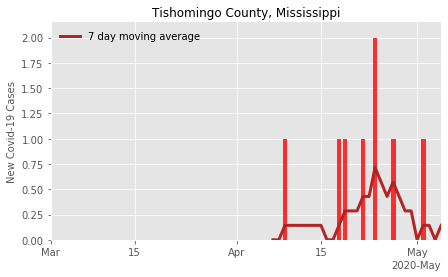 Tishomingo County, Mississippi
7 day moving average
New Covid-19 Cases
2.00
1.75
1.50
1.25
1.00
0.75
0.50
0.25
0.00
Mar
15
Apr
15
May
2020-May